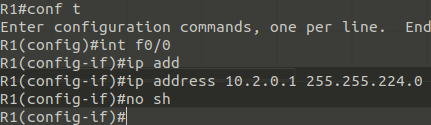 R1#conf t
Enter configuration commands, one per line.  End
R1(config)#int f0/0
R1(config-if)#ip add
R1(config-if)#ip address 10.2.0.1 255.255.224.0
R1(config-if)#no sh
R1(config-if)#